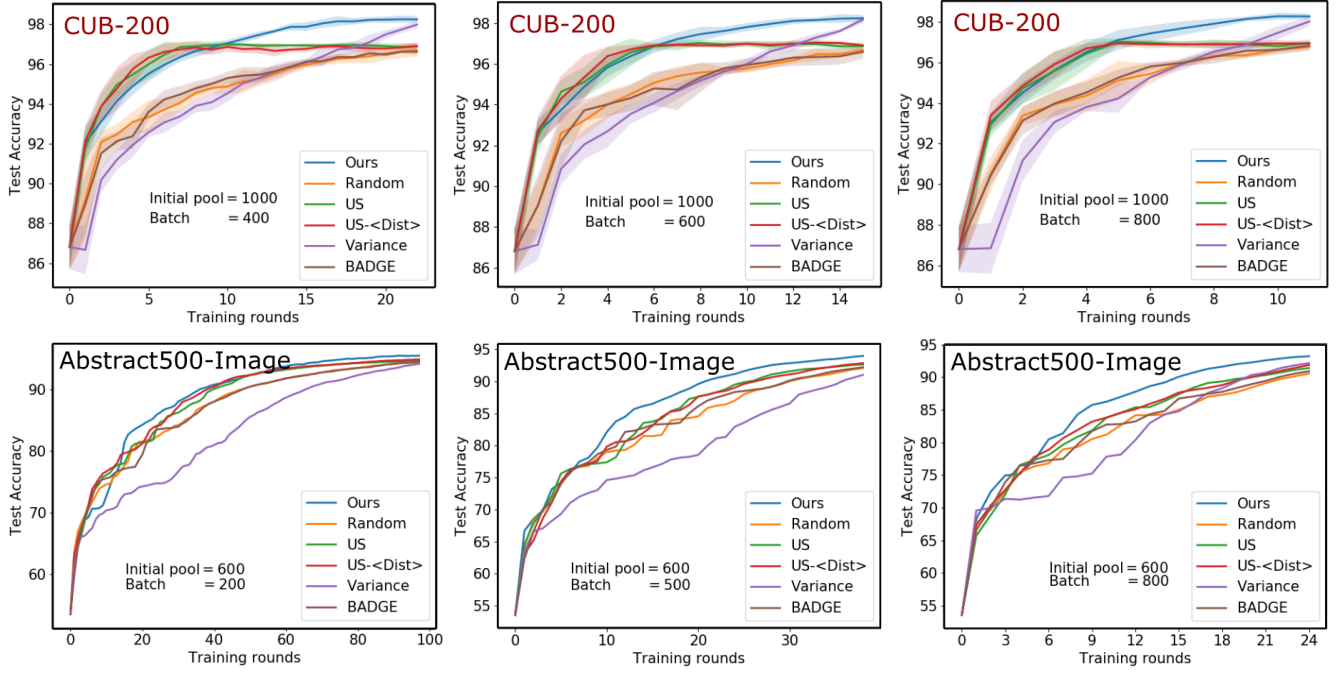 CUB-200
98
96
94
92
90
88
86
Test Accuracy
Initial pool = 1000
Batch = 400
Ours
Random
US
US-<Dist>
Variance
BADGE
0 5 10 15 20
Training rounds
CUB-200
98
96
94
92
90
88
86
Test Accuracy
Initial pool = 1000
Batch = 600
Ours
Random
US
US-<Dist>
Variance
BADGE
0 2 4 6 8 10 12 14
Training rounds
CUB-200
98
96
94
92
90
88
86
Test Accuracy
Initial pool = 1000
Batch = 800
Ours
Random
US
US-<Dist>
Variance
BADGE
0 2 4 6 8 10
Training rounds
Abstract500-Image
90
80
70
60
Test Accuracy
Initial pool = 600
Batch = 200
Ours
Random
US
US-<Dist>
Variance
BADGE
0 20 40 60 80 100
Training rounds
Abstract500-Image
95
90
85
80
75
70
65
60
55
Test Accuracy
Initial pool = 600
Batch = 500
Ours
Random
US
US-<Dist>
Variance
BADGE
0 10 20 30
Training rounds
Abstract500-Image
95
90
85
80
75
70
65
60
55
Test Accuracy
Initial pool = 600
Batch = 800
Ours
Random
US
US-<Dist>
Variance
BADGE
0 3 6 9 12 15 18 21 24
Training rounds